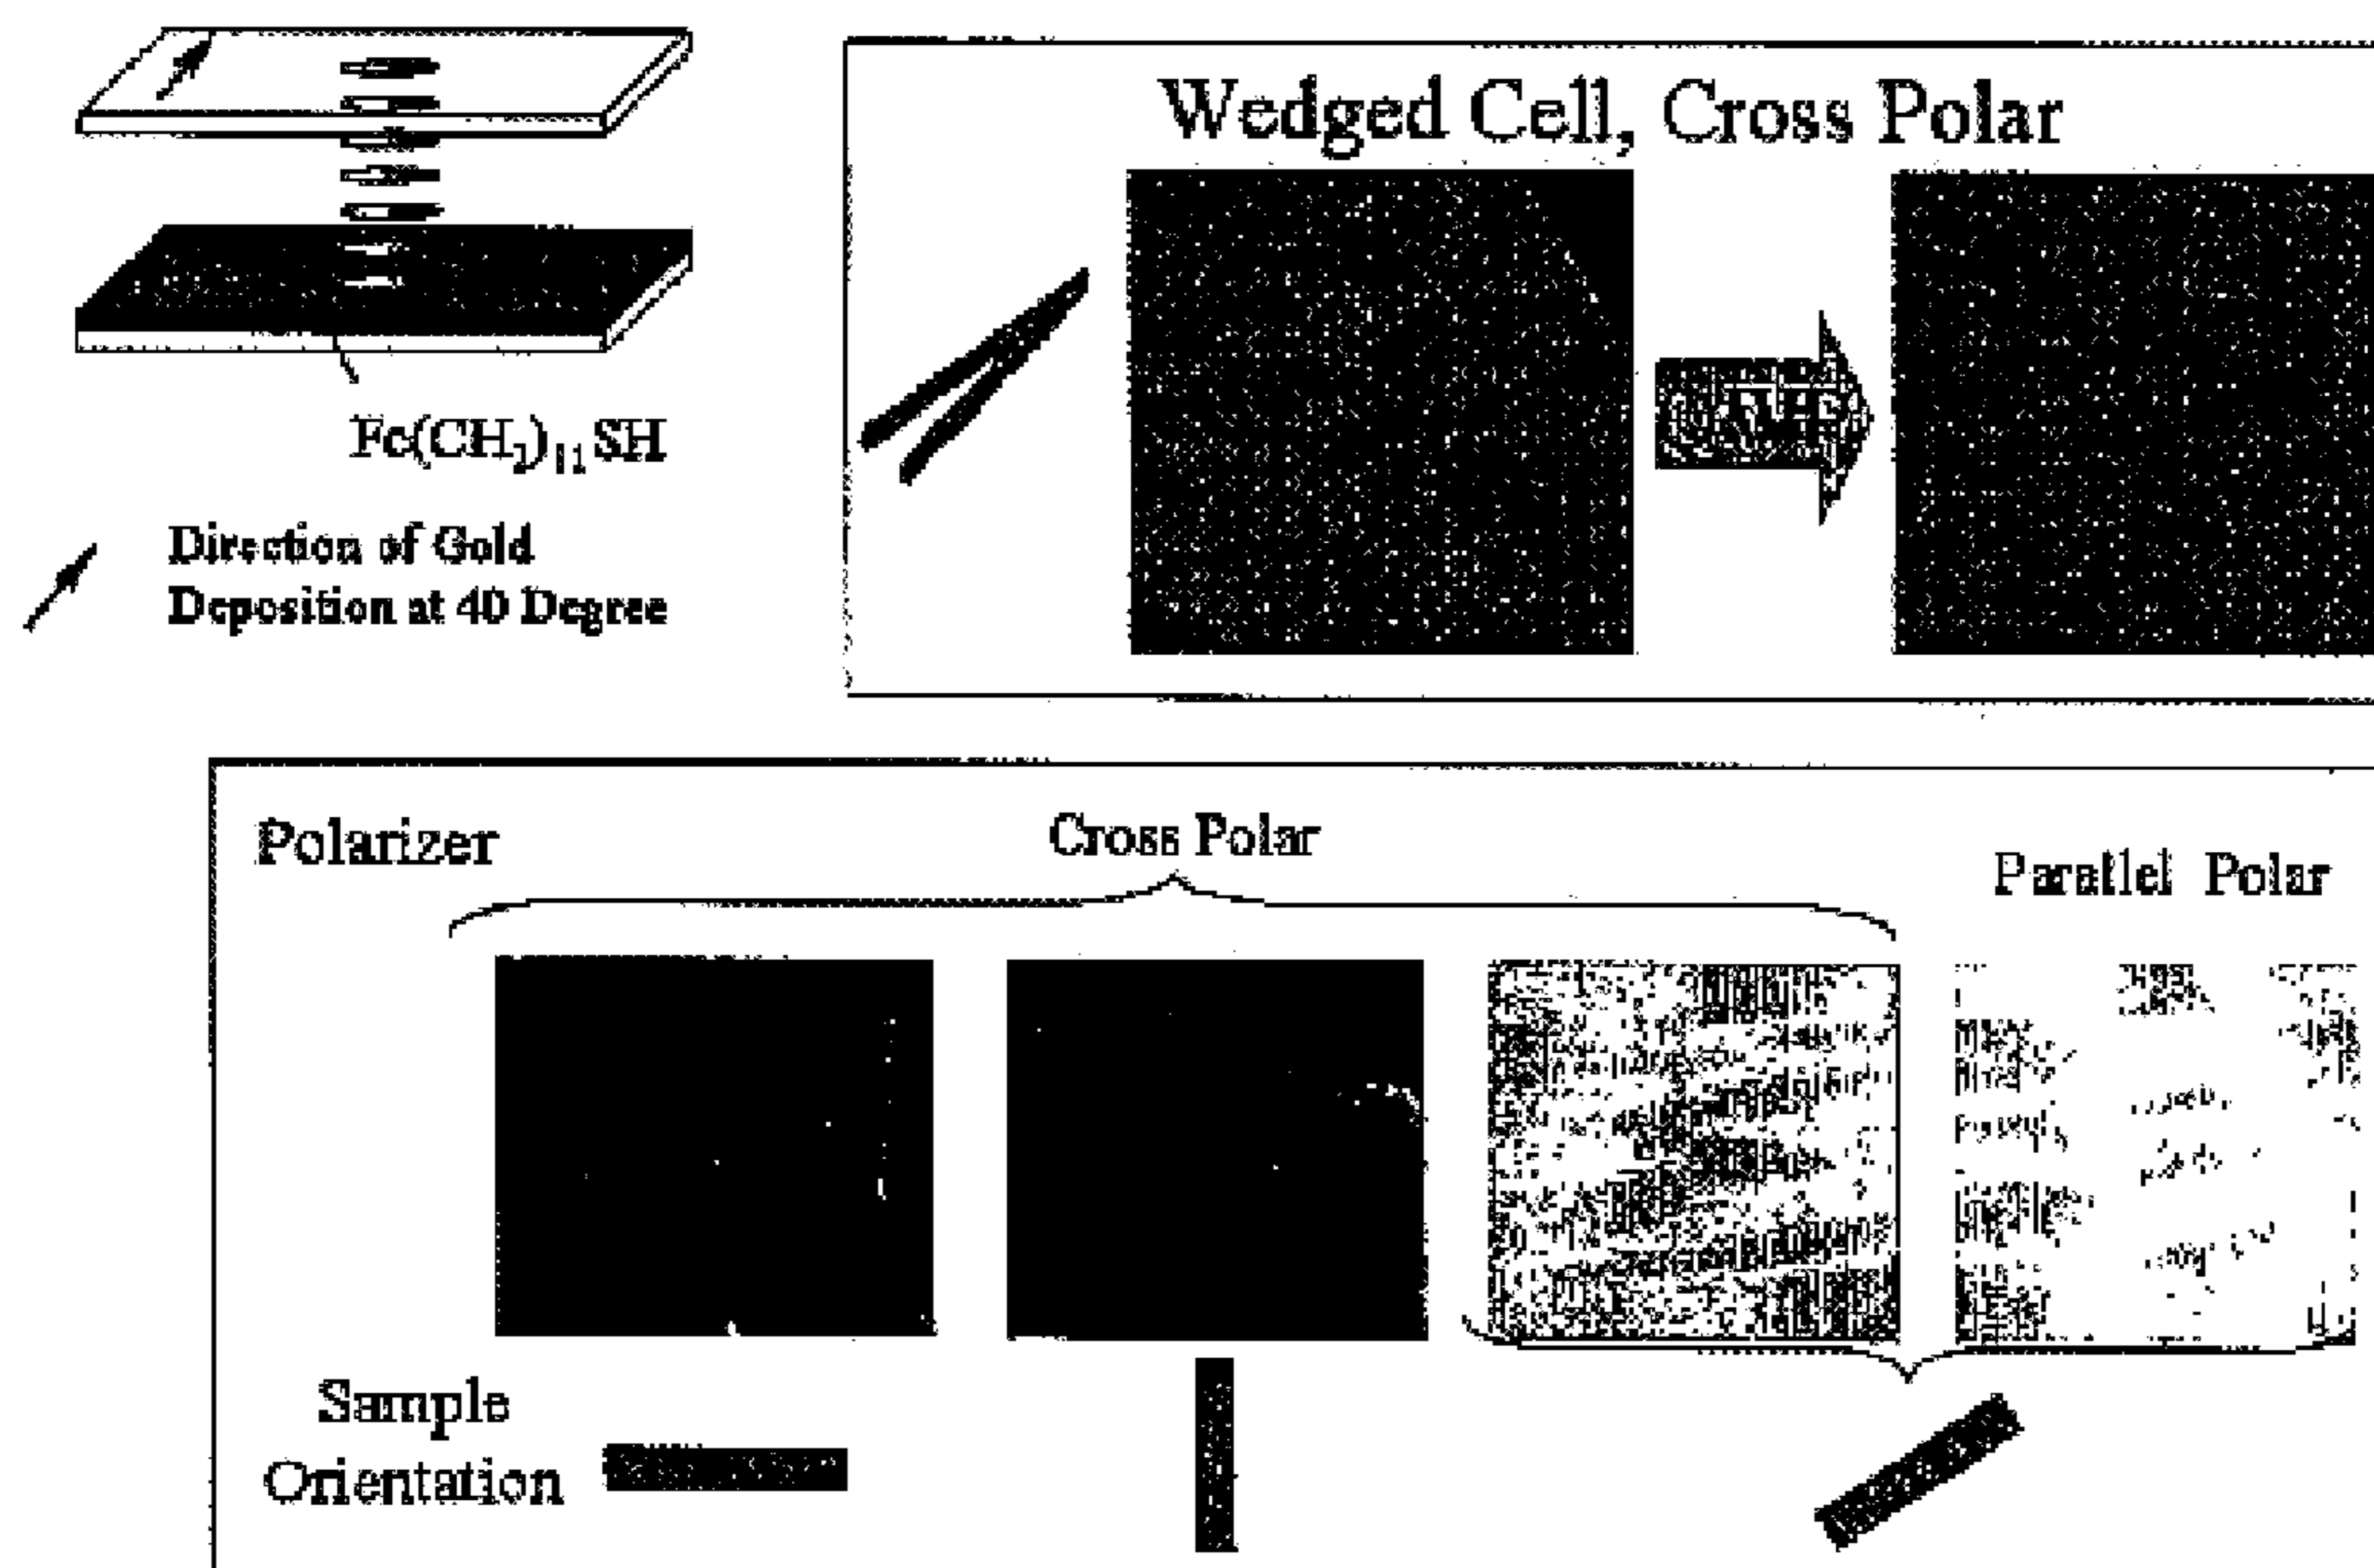 Wedged Cell, Cross Polar
Fc(CH2)11SH
Direction of Gold
Deposition at 40 Degree
Polarizer
Cross Polar
Parallel Polar
Sample
Orientation